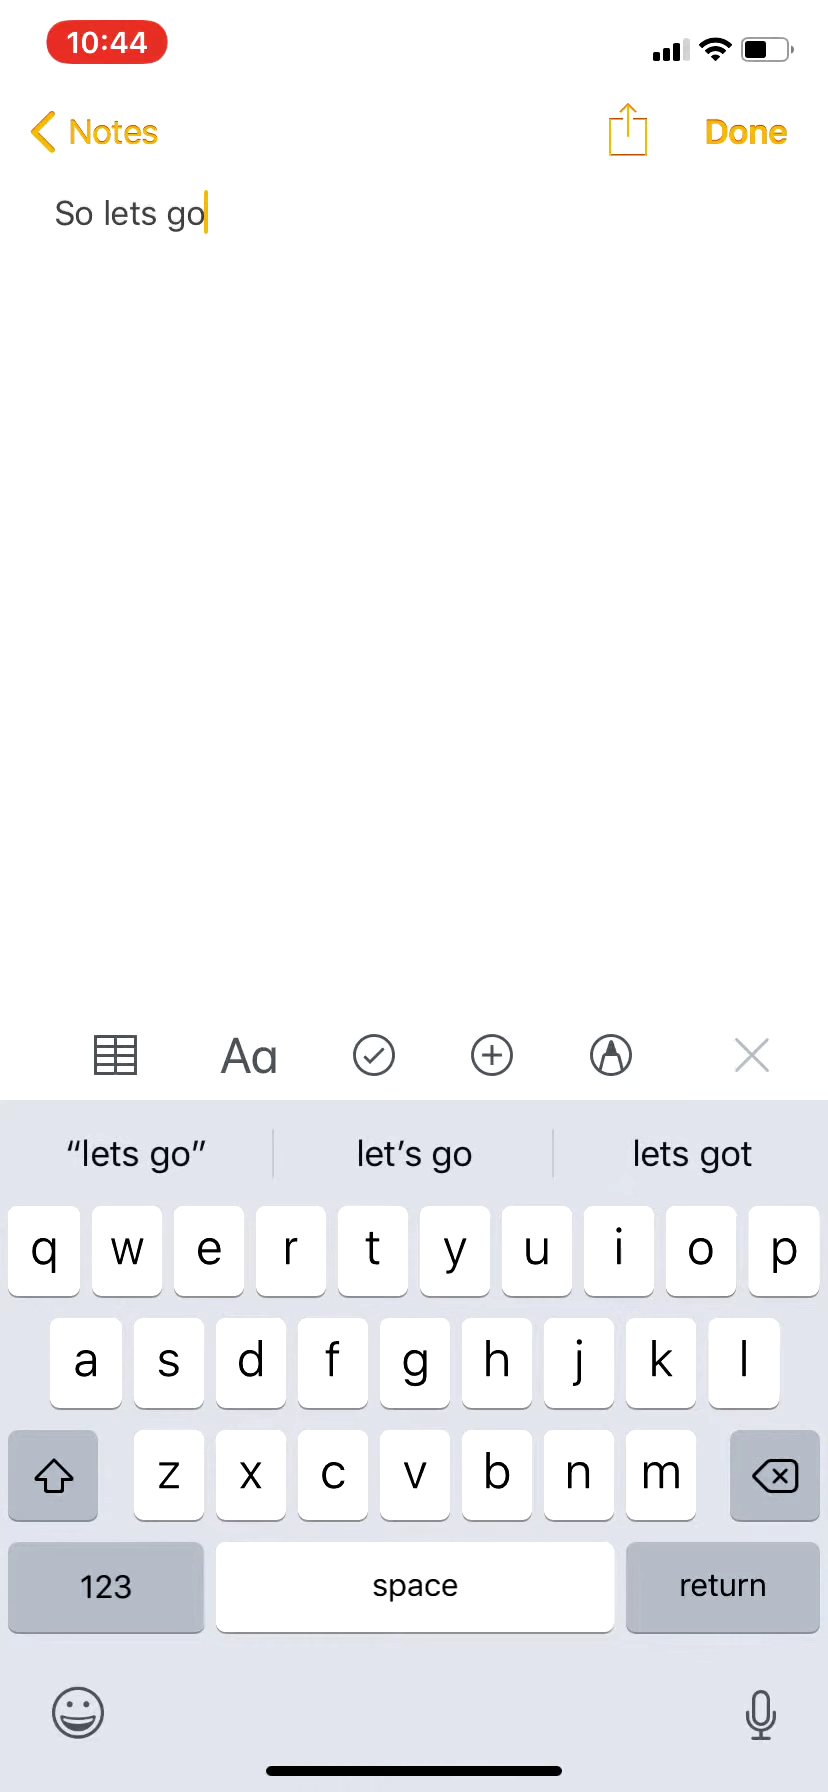 10:44
Notes
Done
So lets go
Aa
“lets go” let’s go lets got
q w e r t y u i o p
a s d f g h j k l
z x c v b n m
123 space return